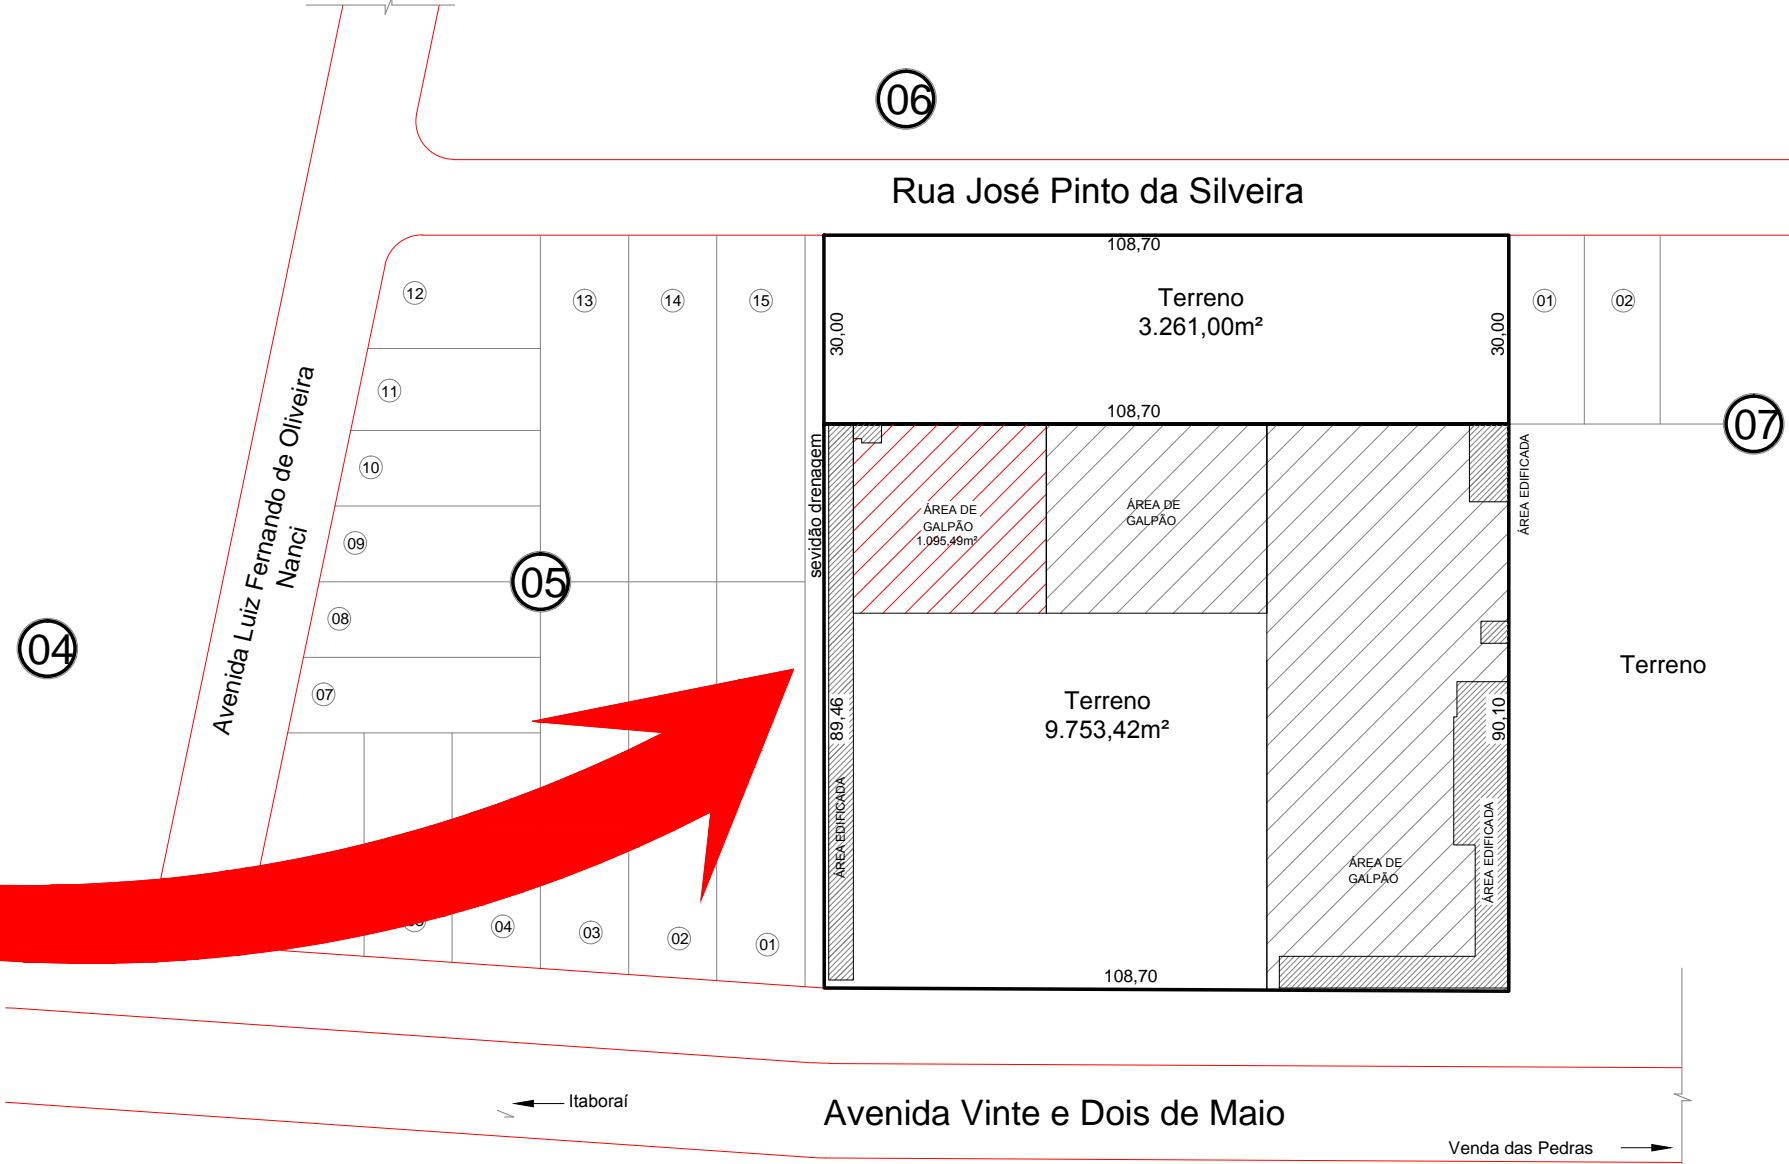 06
Rua José Pinto da Silveira
108,70
12
13
14
15
Terreno
3.261,00m²
30,00
30,00
01
02
11
108,70
07
Avenida Luiz Fernando de Oliveira
Nanci
10
sevidão drenagem
ÁREA DE
GALPÃO
1.095,49m²
ÁREA DE
GALPÃO
ÁREA EDIFICADA
09
05
08
04
07
Terreno
Terreno
9.753,42m²
89,46
90,10
ÁREA EDIFICADA
ÁREA EDIFICADA
ÁREA DE
GALPÃO
04
03
02
01
108,70
Itaboraí
Avenida Vinte e Dois de Maio
Venda das Pedras